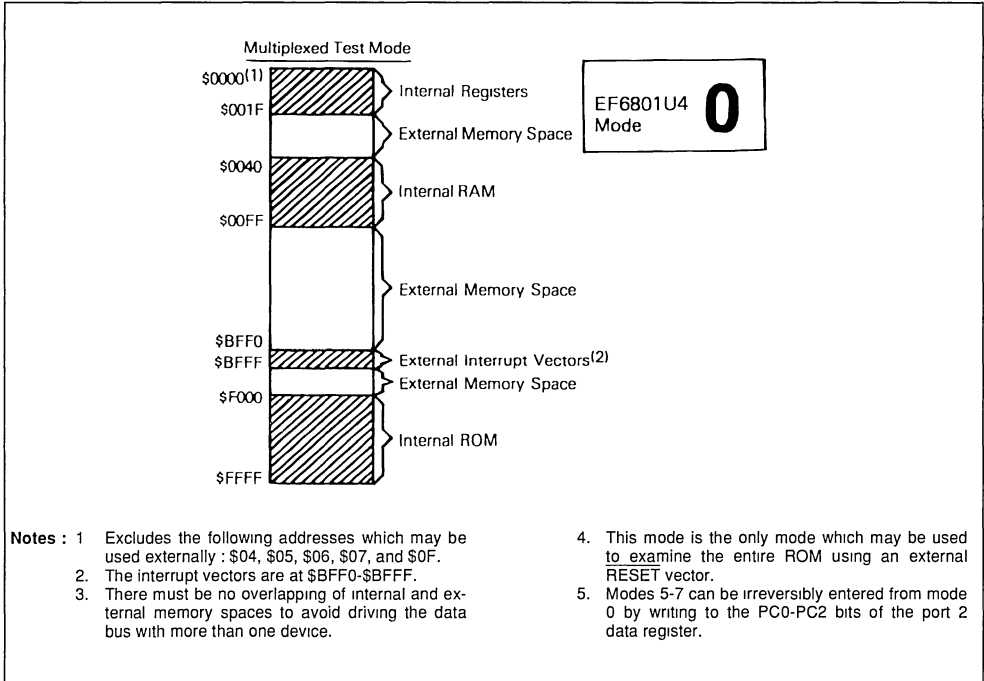 Multiplexed Test Mode
$0000(1)
Internal Registers
$001F
External Memory Space
$0040
Internal RAM
$00FF
External Memory Space
$BFF0
$BFFF
External Interrupt Vectors(2)
External Memory Space
$F000
Internal ROM
$FFFF
EF6801U4
Mode
0
Notes : 1 Excludes the following addresses which may be
used externally : $04, $05, $06, $07, and $0F.
2. The interrupt vectors are at $BFF0-$BFFF.
3. There must be no overlapping of internal and ex-
ternal memory spaces to avoid driving the data
bus with more than one device.
4. This mode is the only mode which may be used
to examine the entire ROM using an external
RESET vector.
5. Modes 5-7 can be irreversibly entered from mode
0 by writing to the PC0-PC2 bits of the port 2
data register.